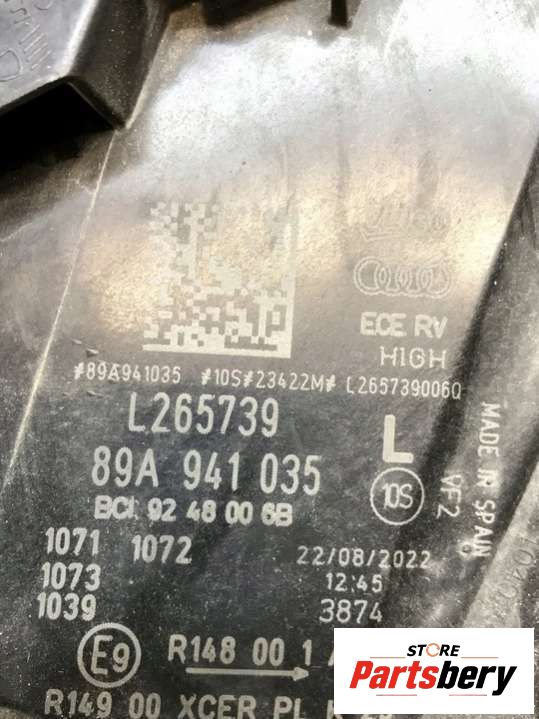 ECE RV
HIGH
#89A941035 #10S#23422M# L265739006Q
L265739
L
89A 941 035
10S
BCI 92 48 00 6B
VF2
MADE IN SPAIN
1071 1072
1073
1039
22/08/2022
12:45
3874
E9
R148 00 1
R149 00 XCER PL
STORE
Partsbery